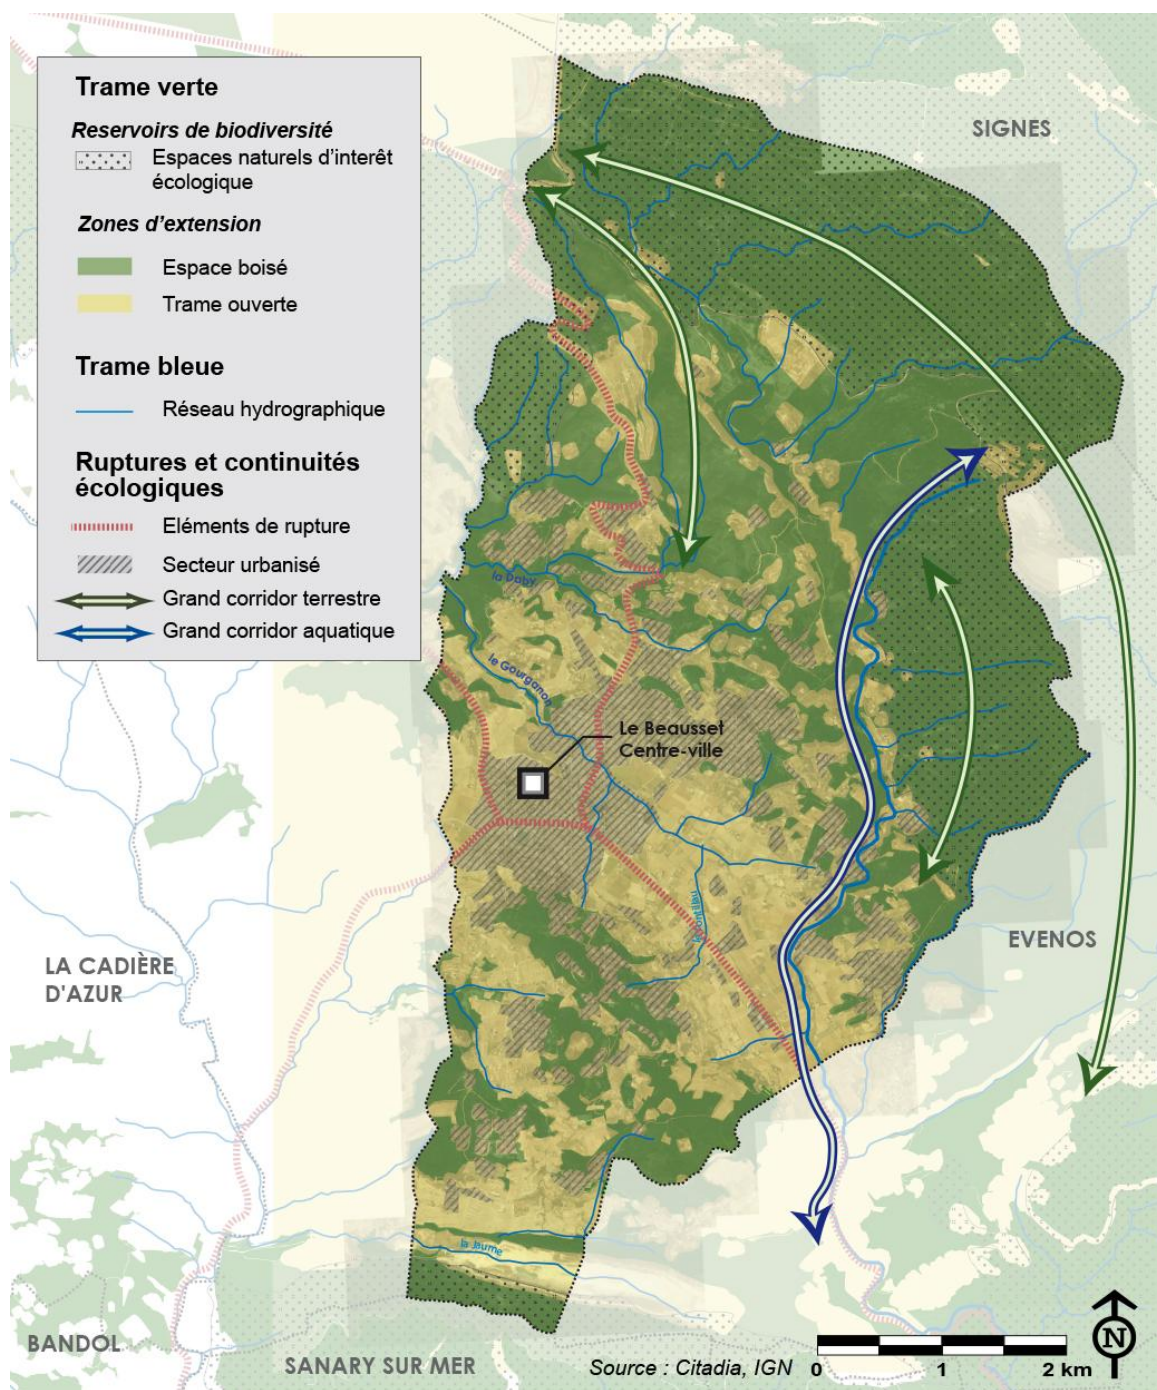 Trame verte
Reservoirs de biodiversité
Espaces naturels d'interêt
écologique
Zones d'extension
Espace boisé
Trame ouverte
Trame bleue
Réseau hydrographique
Ruptures et continuités
écologiques
Eléments de rupture
Secteur urbanisé
Grand corridor terrestre
Grand corridor aquatique
SIGNES
la Daby
le Gourganon
Le Beausset
Centre-ville
EVENOS
LA CADIÈRE
D'AZUR
la Jaume
BANDOL
SANARY SUR MER
Source : Citadia, IGN
0 1 2 km
N